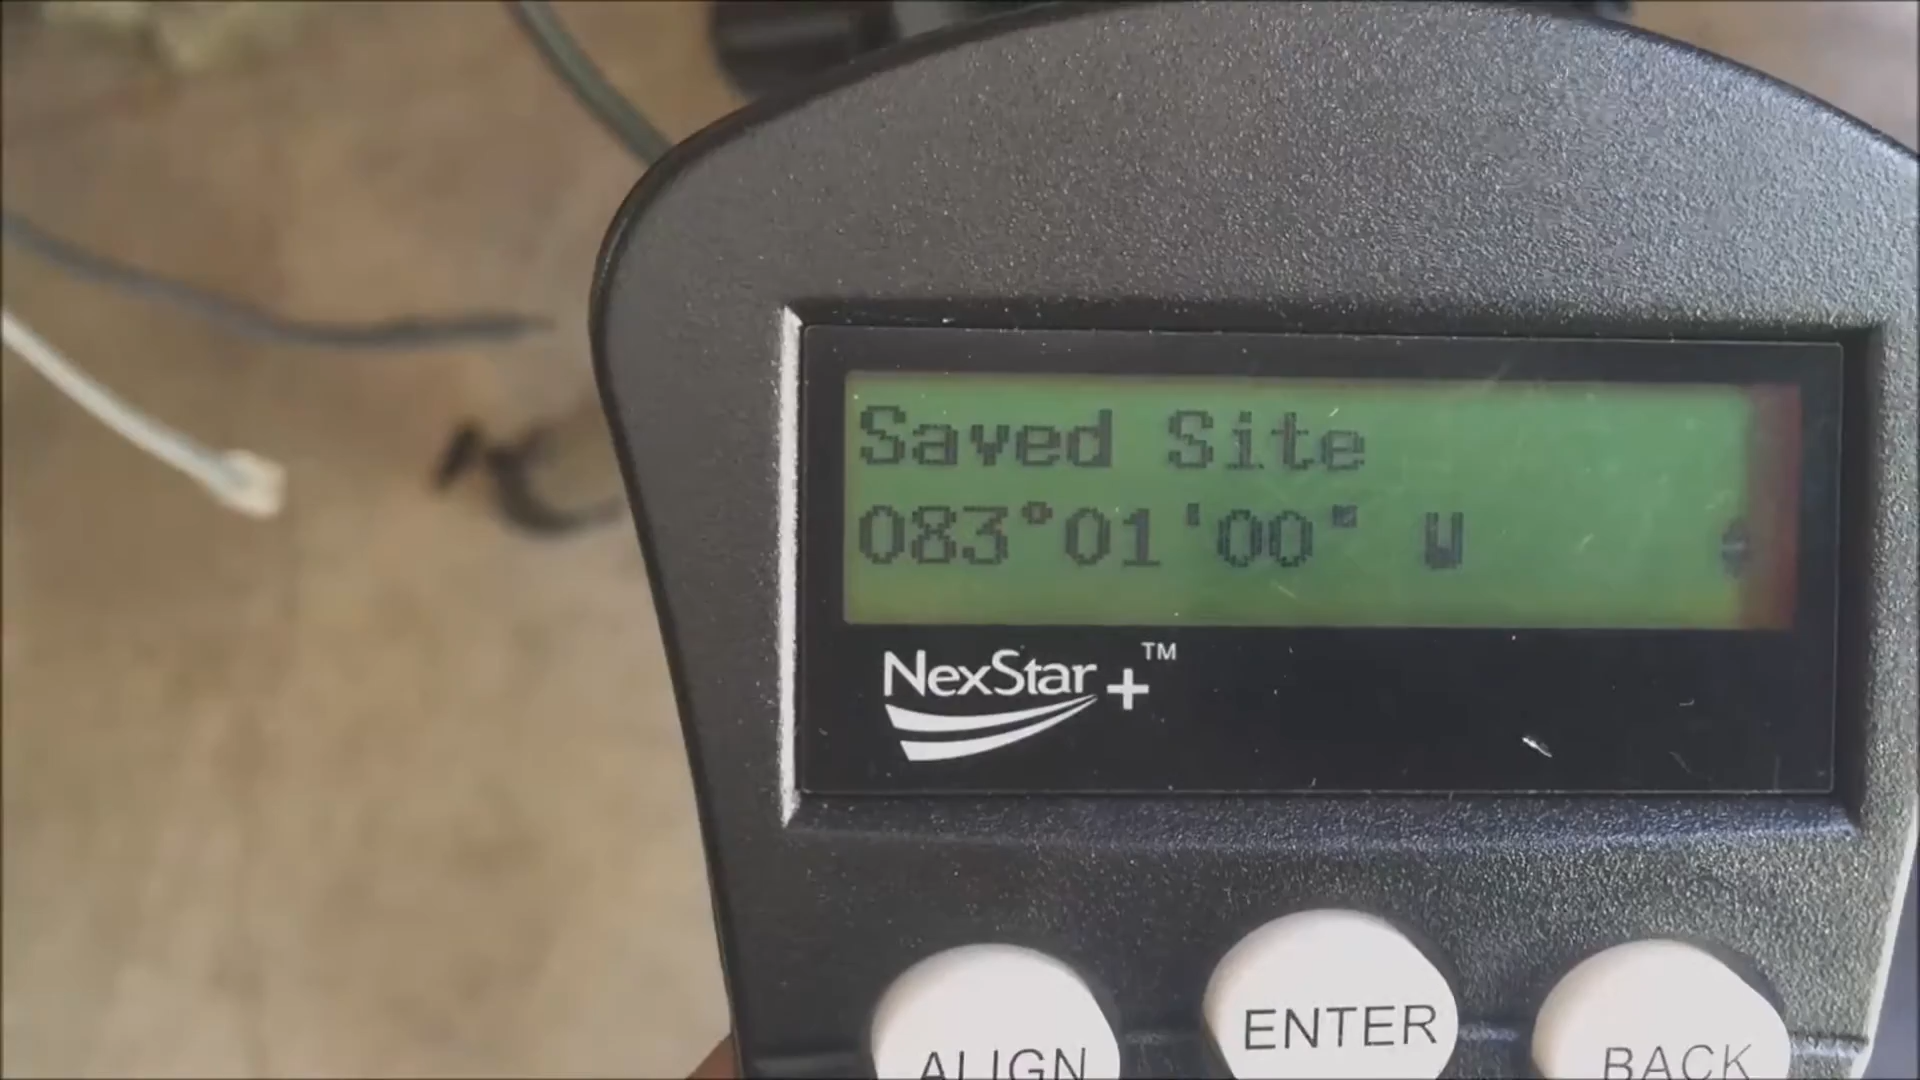 Saved Site
083°01'00" W
NexStar+™
ALIGN
ENTER
BACK